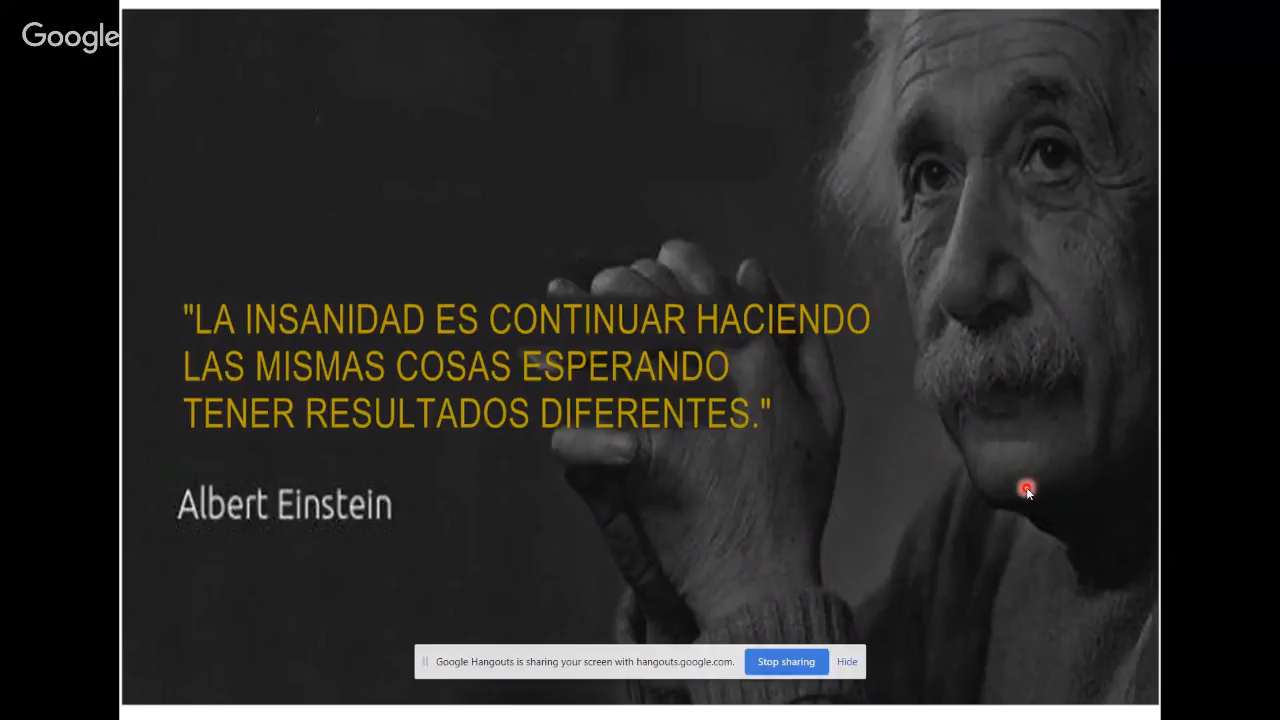 Google
"LA INSANIDAD ES CONTINUAR HACIENDO
LAS MISMAS COSAS ESPERANDO
TENER RESULTADOS DIFERENTES."
Albert Einstein
Google Hangouts is sharing your screen with hangouts.google.com. Stop sharing Hide